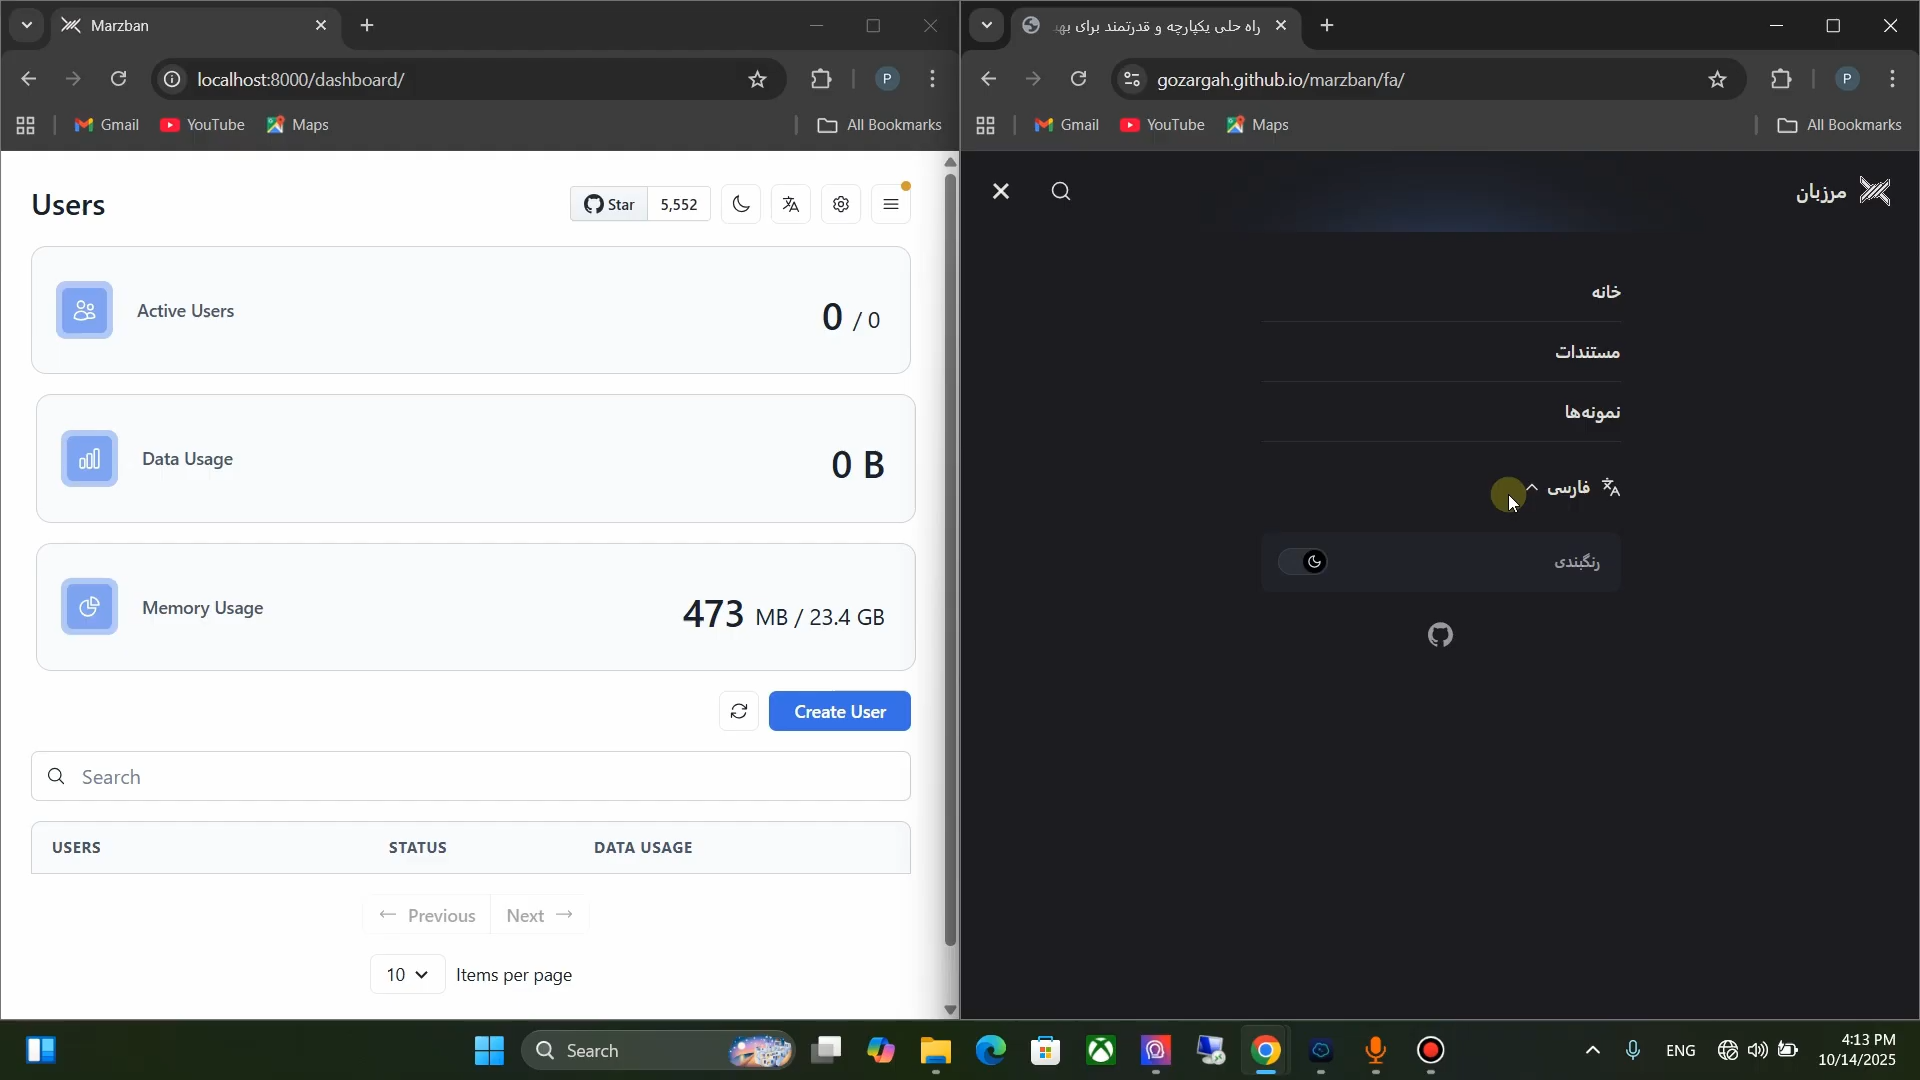 Marzban
localhost:8000/dashboard/
P
Gmail
YouTube
Maps
All Bookmarks
Users
Star
5,552
Active Users
0 / 0
Data Usage
0 B
Memory Usage
473 MB / 23.4 GB
Create User
Search
USERS
STATUS
DATA USAGE
Previous
Next
10
Items per page
راه حلی یکپارچه و قدرتمند برای
gozargah.github.io/marzban/fa/
P
Gmail
YouTube
Maps
All Bookmarks
مرزبان
خانه
مستندات
نمونه‌ها
فارسی
رنگبندی
Search
ENG
4:13 PM
10/14/2025